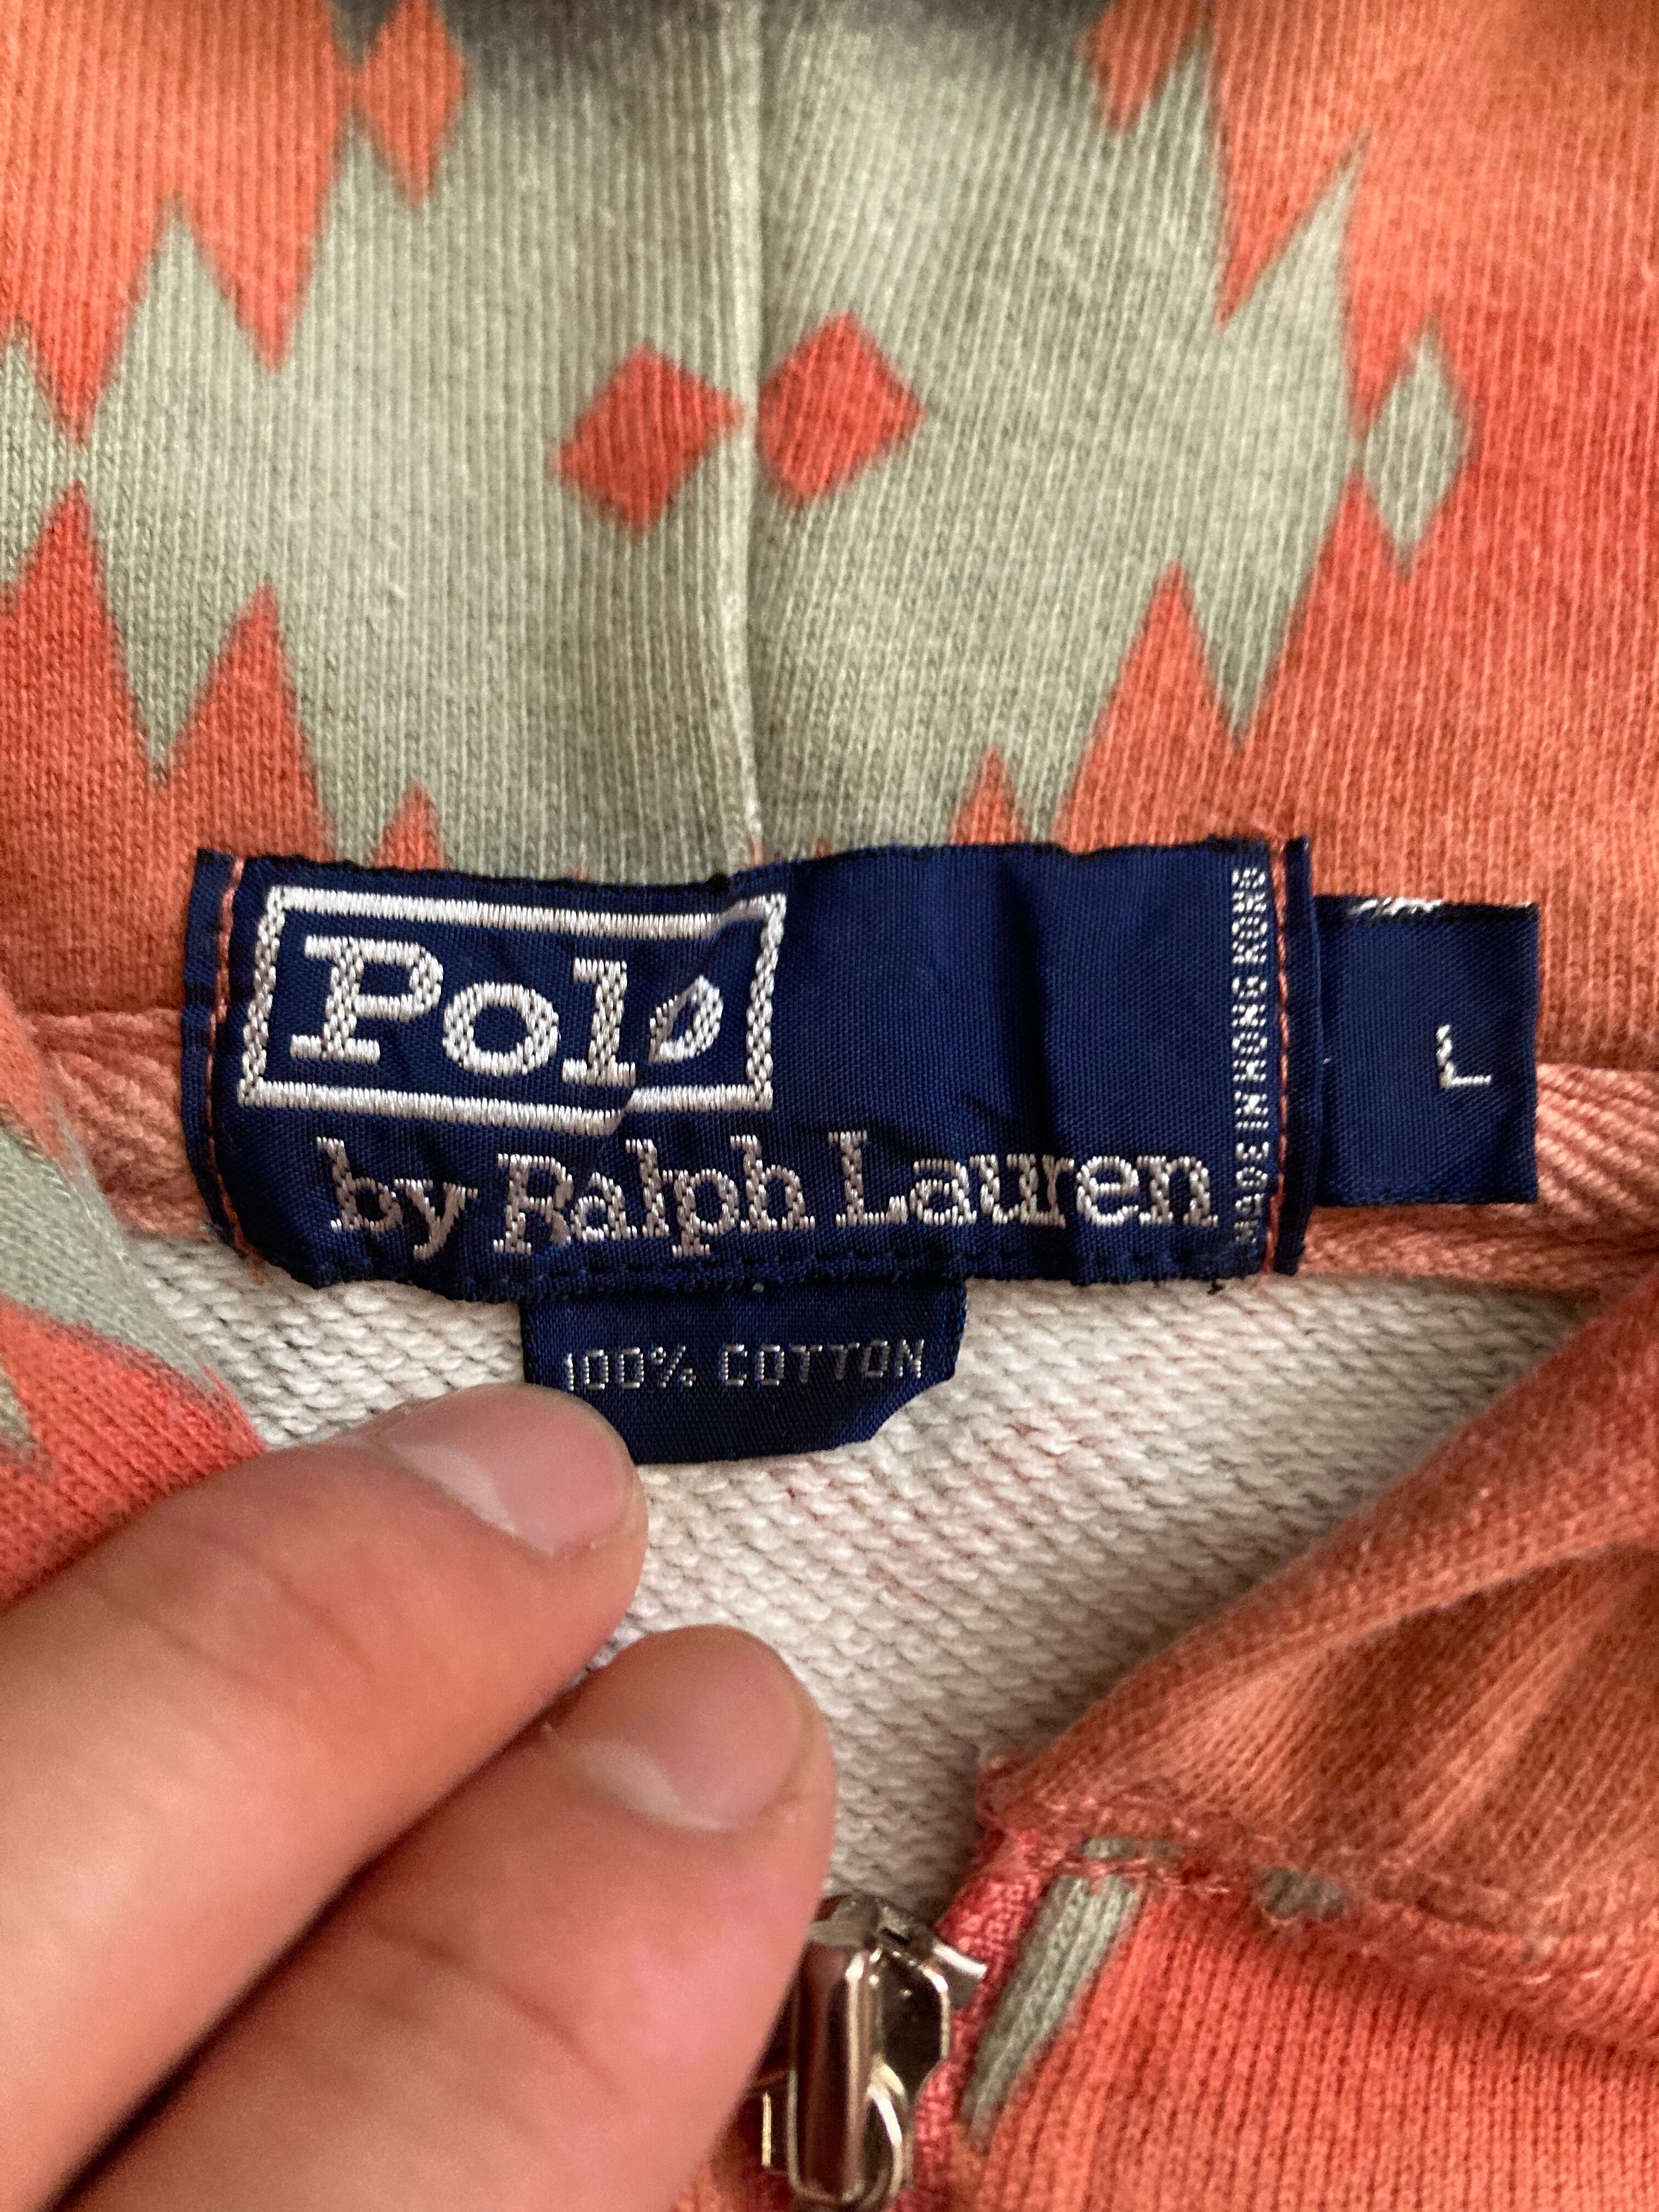 Polo
by Ralph Lauren
MADE IN HONG KONG
L
100% COTTON